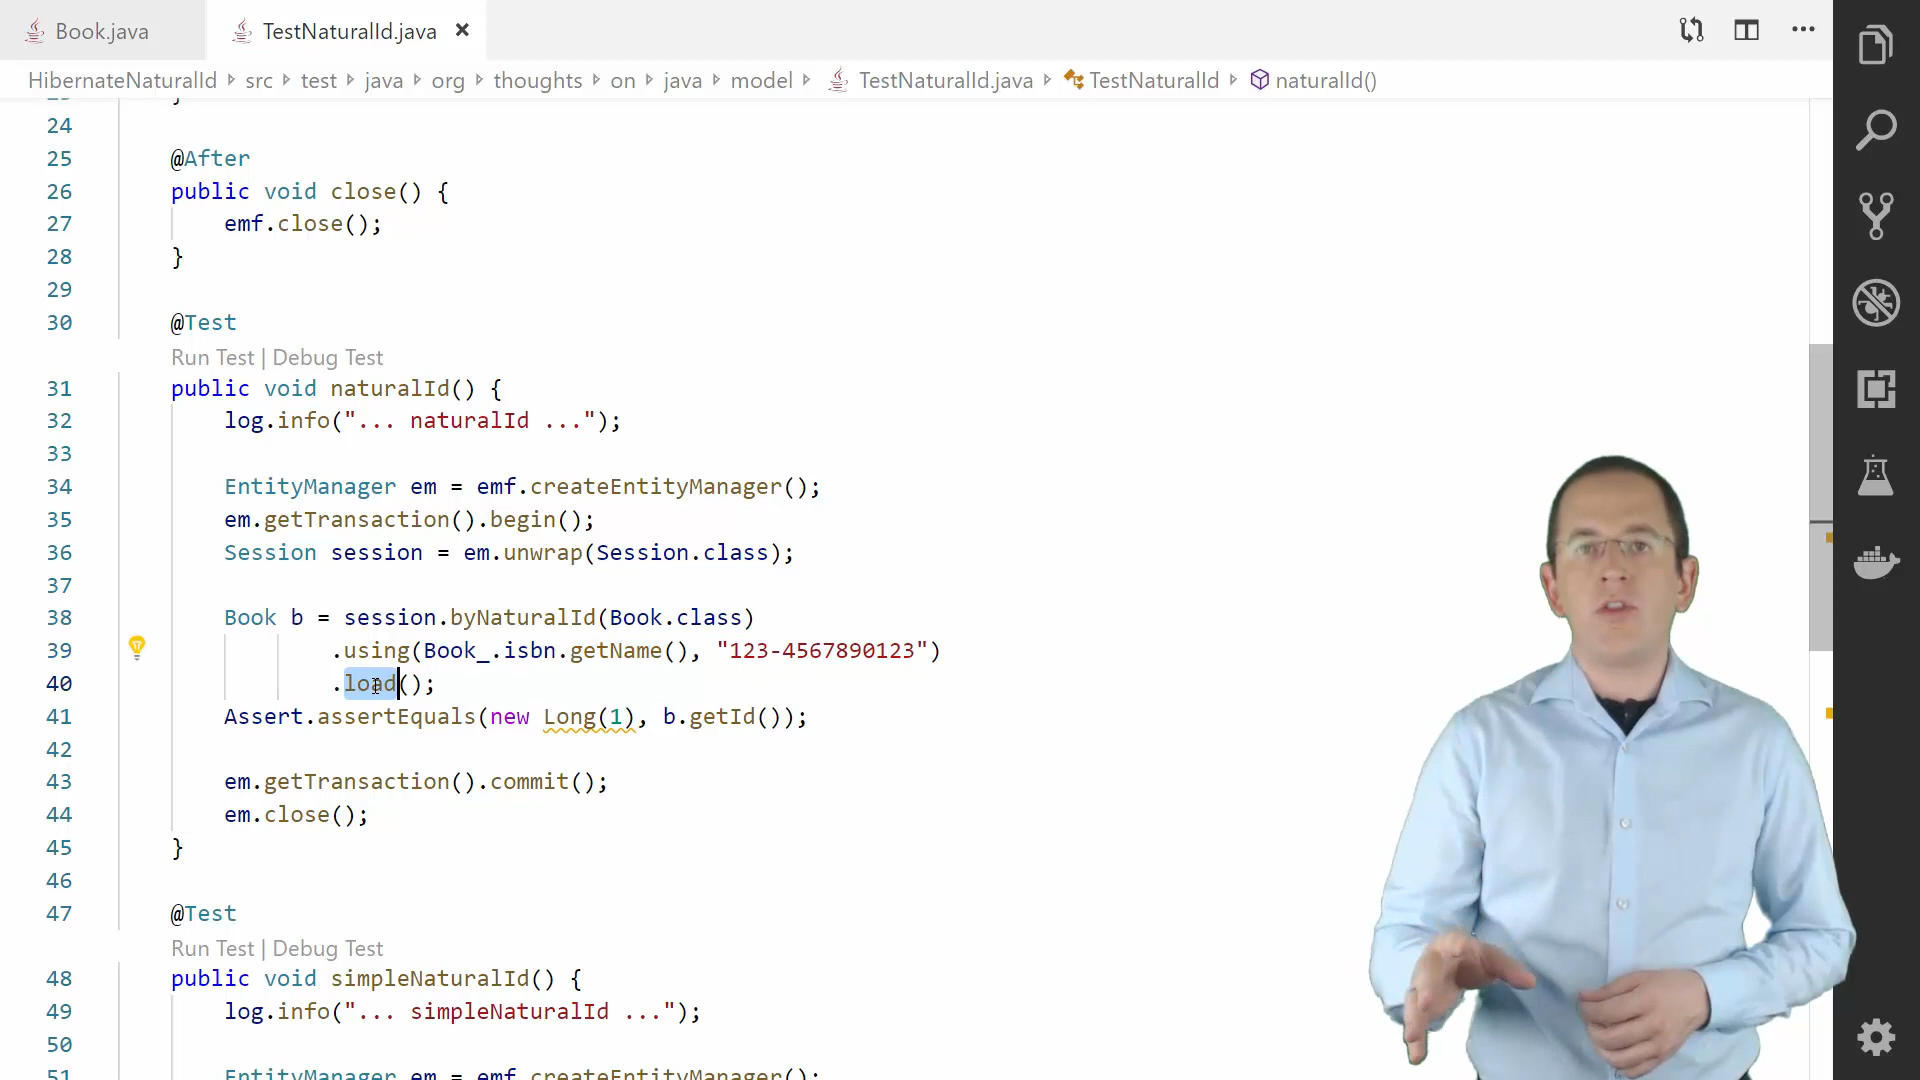 Book.java
TestNaturalId.java
HibernateNaturalId src test java org thoughts on java model TestNaturalId.java TestNaturalId naturalId()
24
25 @After
26 public void close() {
27 emf.close();
28 }
29
30 @Test
Run Test | Debug Test
31 public void naturalId() {
32 log.info("... naturalId ...");
33
34 EntityManager em = emf.createEntityManager();
35 em.getTransaction().begin();
36 Session session = em.unwrap(Session.class);
37
38 Book b = session.byNaturalId(Book.class)
39 .using(Book_.isbn.getName(), "123-4567890123")
40 .load();
41 Assert.assertEquals(new Long(1), b.getId());
42
43 em.getTransaction().commit();
44 em.close();
45 }
46
47 @Test
Run Test | Debug Test
48 public void simpleNaturalId() {
49 log.info("... simpleNaturalId ...");
50
51 EntityManager em = emf.createEntityManager();